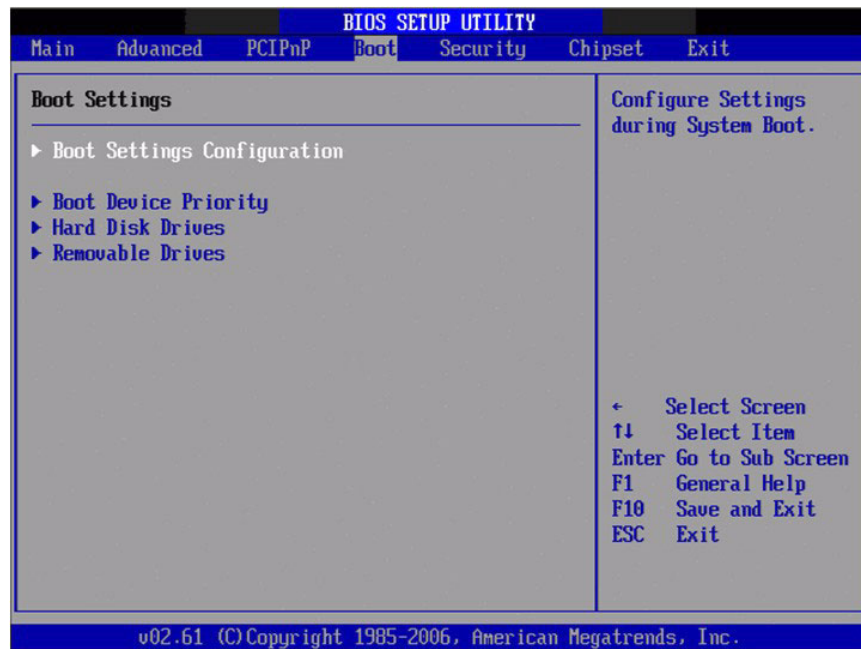 BIOS SETUP UTILITY
Main Advanced PCIPnP Boot Security Chipset Exit
Boot Settings
▶ Boot Settings Configuration
▶ Boot Device Priority
▶ Hard Disk Drives
▶ Removable Drives
Configure Settings
during System Boot.
← Select Screen
↑↓ Select Item
Enter Go to Sub Screen
F1 General Help
F10 Save and Exit
ESC Exit
v02.61 (C)Copyright 1985-2006, American Megatrends, Inc.